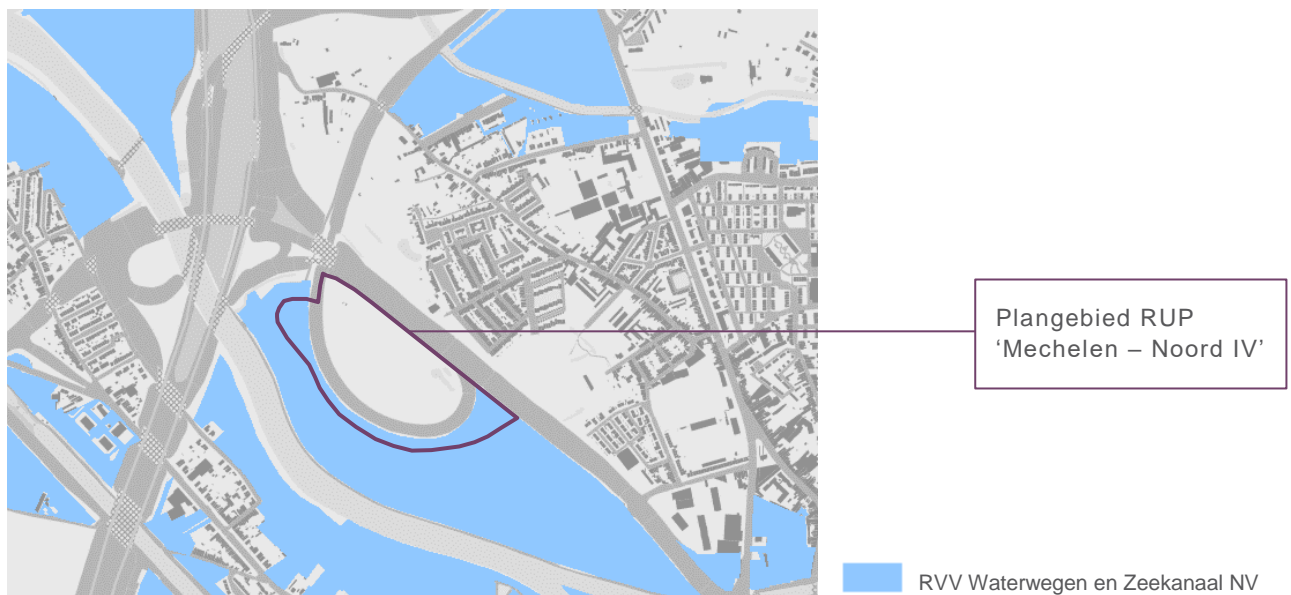 Plangebied RUP
‘Mechelen – Noord IV’
RVV Waterwegen en Zeekanaal NV